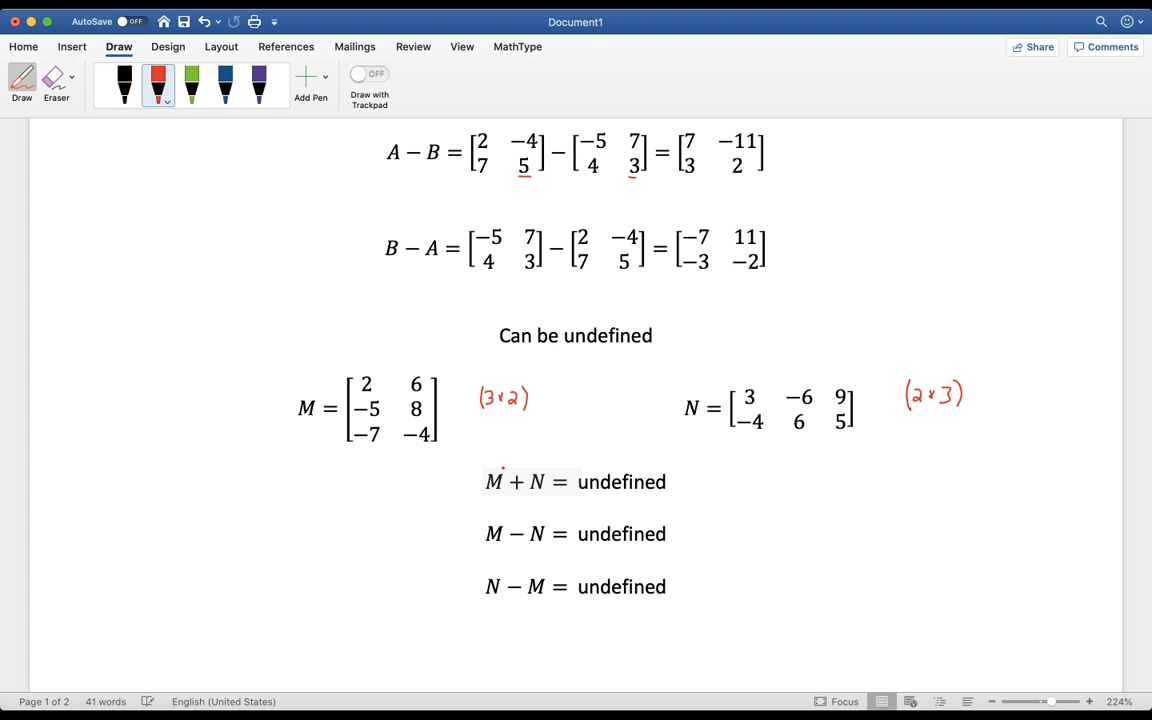 AutoSave OFF Document1
Home Insert Draw Design Layout References Mailings Review View MathType Share Comments
Draw Eraser Add Pen OFF Draw with Trackpad
A − B = [2 −4; 7 5] − [−5 7; 4 3] = [7 −11; 3 2]
B − A = [−5 7; 4 3] − [2 −4; 7 5] = [−7 11; −3 −2]
Can be undefined
M = [2 6; −5 8; −7 −4] (3×2) N = [3 −6 9; −4 6 5] (2×3)
M + N = undefined
M − N = undefined
N − M = undefined
Page 1 of 2 41 words English (United States) Focus 224%